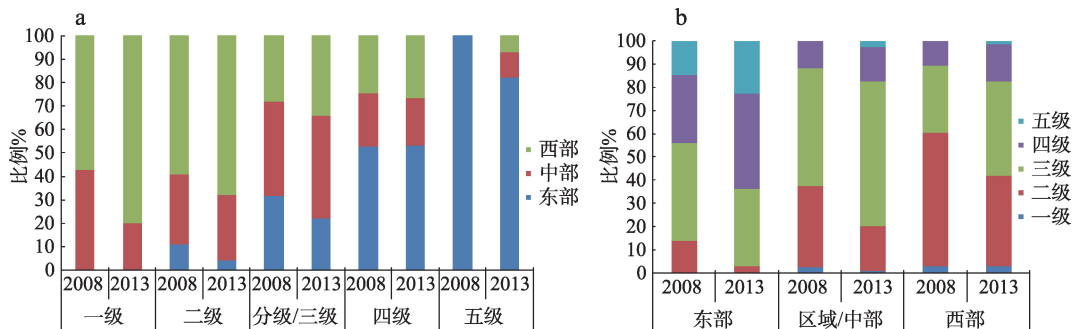 a
比例%
100
90
80
70
60
50
40
30
20
10
0
西部
中部
东部
2008 2013 2008 2013 2008 2013 2008 2013 2008 2013
一级 二级 分级/三级 四级 五级
b
比例%
100
90
80
70
60
50
40
30
20
10
0
五级
四级
三级
二级
一级
2008 2013 2008 2013 2008 2013
东部 区域/中部 西部